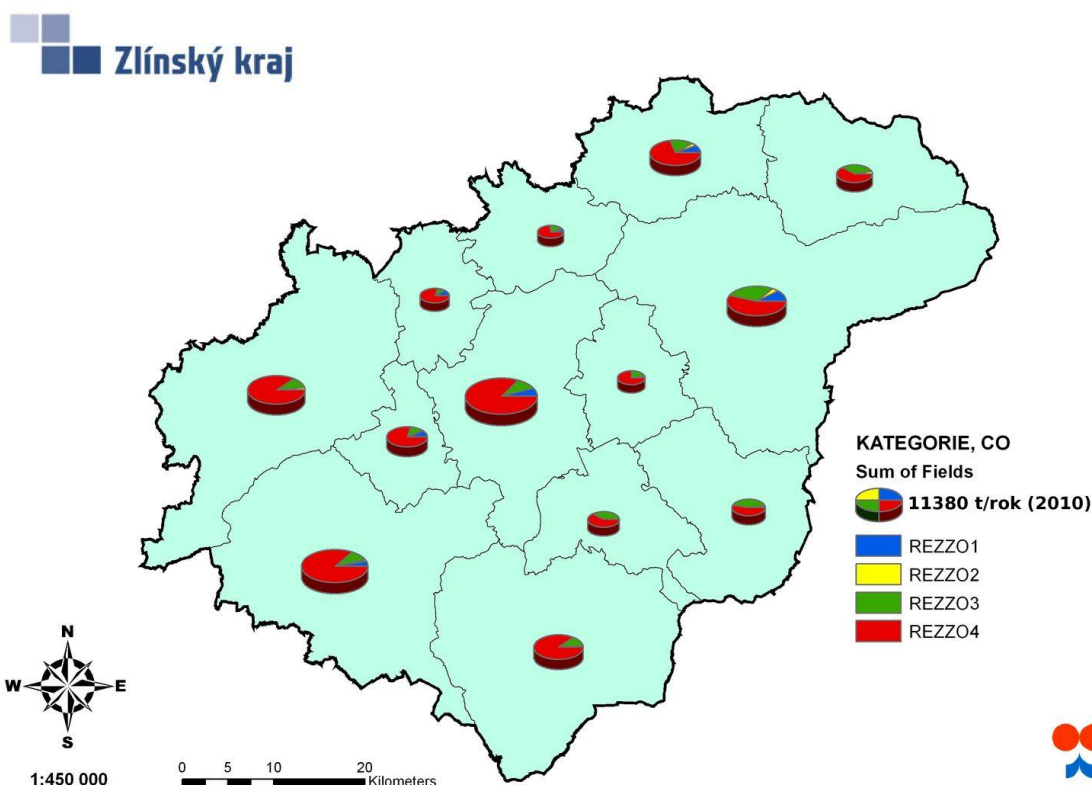 Zlínský kraj
KATEGORIE, CO
Sum of Fields
11380 t/rok (2010)
REZZO1
REZZO2
REZZO3
REZZO4
N
W E
S
1:450 000
0 5 10 20
Kilometers